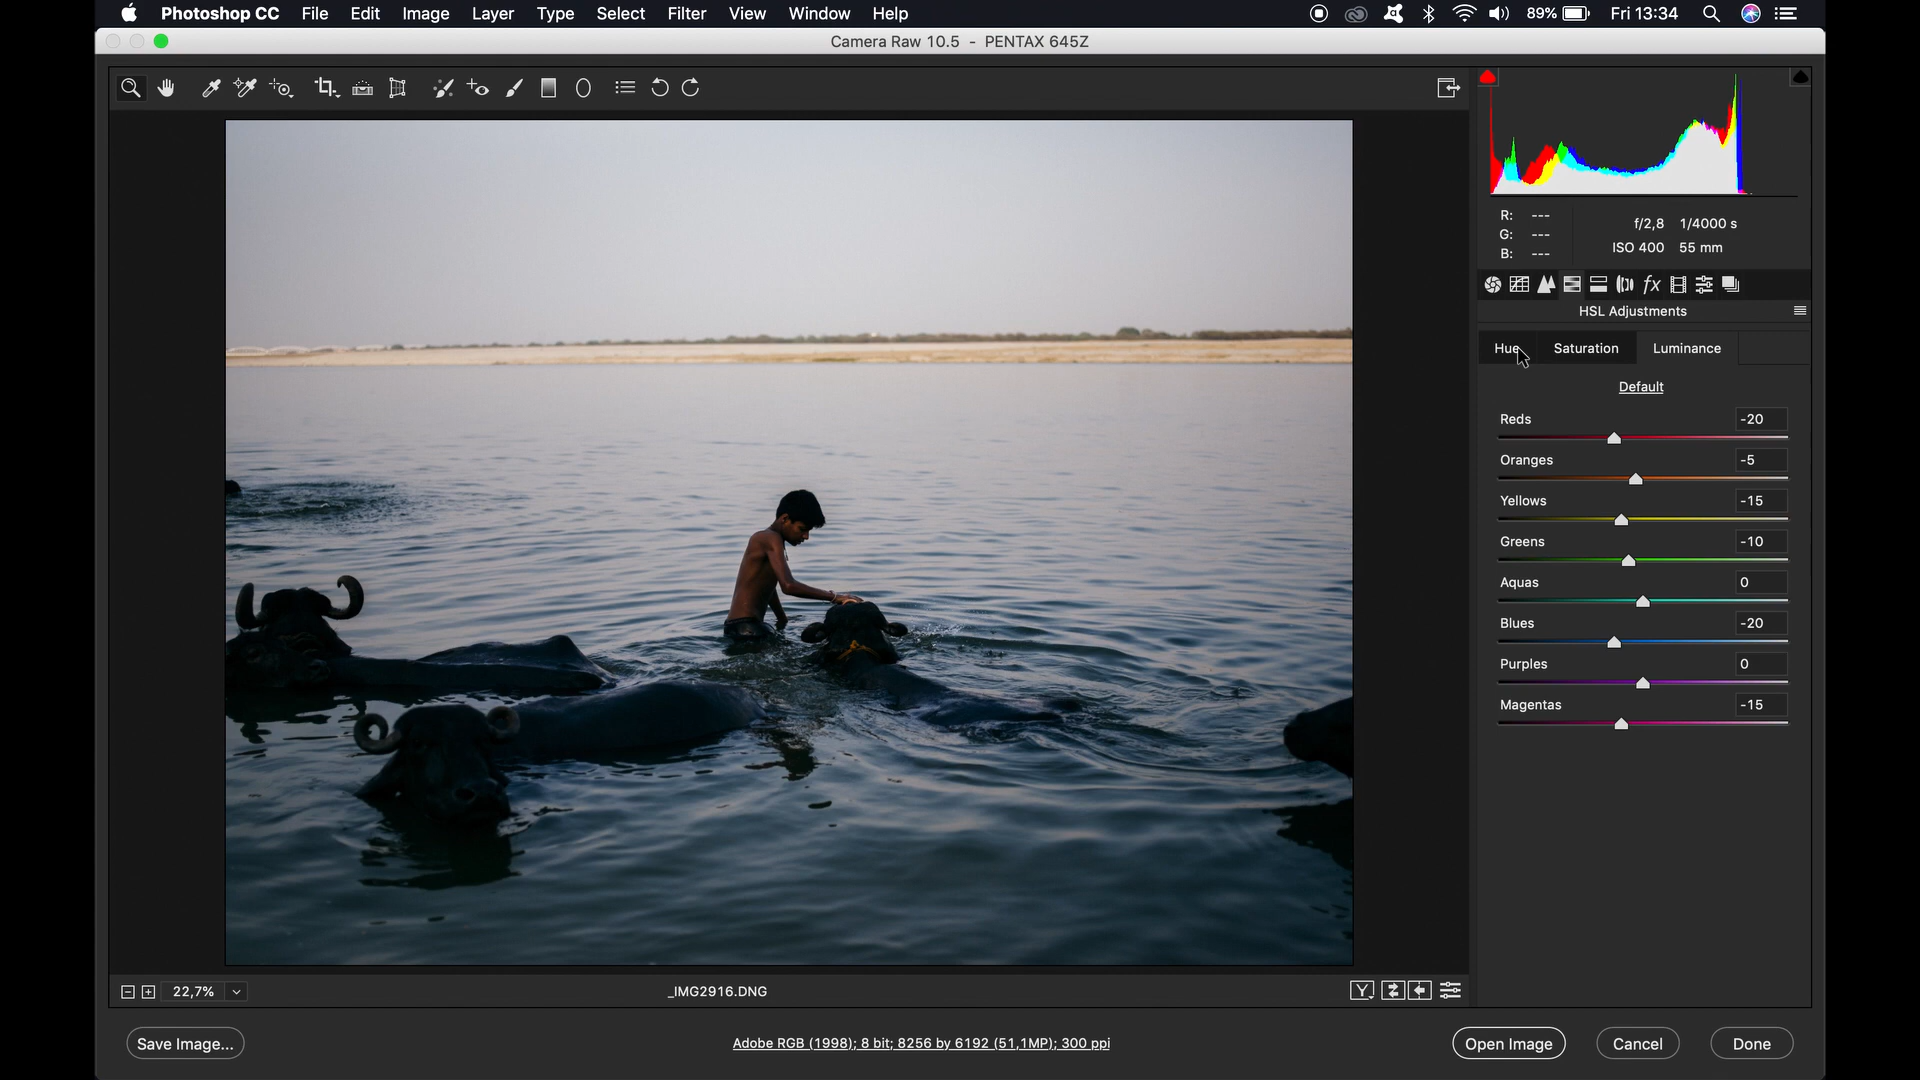 Photoshop CC File Edit Image Layer Type Select Filter View Window Help 89% Fri 13:34
Camera Raw 10.5 - PENTAX 645Z
R: ---
G: ---
B: ---
f/2,8 1/4000 s
ISO 400 55 mm
fx
HSL Adjustments
Hue Saturation Luminance
Default
Reds -20
Oranges -5
Yellows -15
Greens -10
Aquas 0
Blues -20
Purples 0
Magentas -15
22,7% _IMG2916.DNG Y
Save Image... Adobe RGB (1998); 8 bit; 8256 by 6192 (51,1MP); 300 ppi Open Image Cancel Done